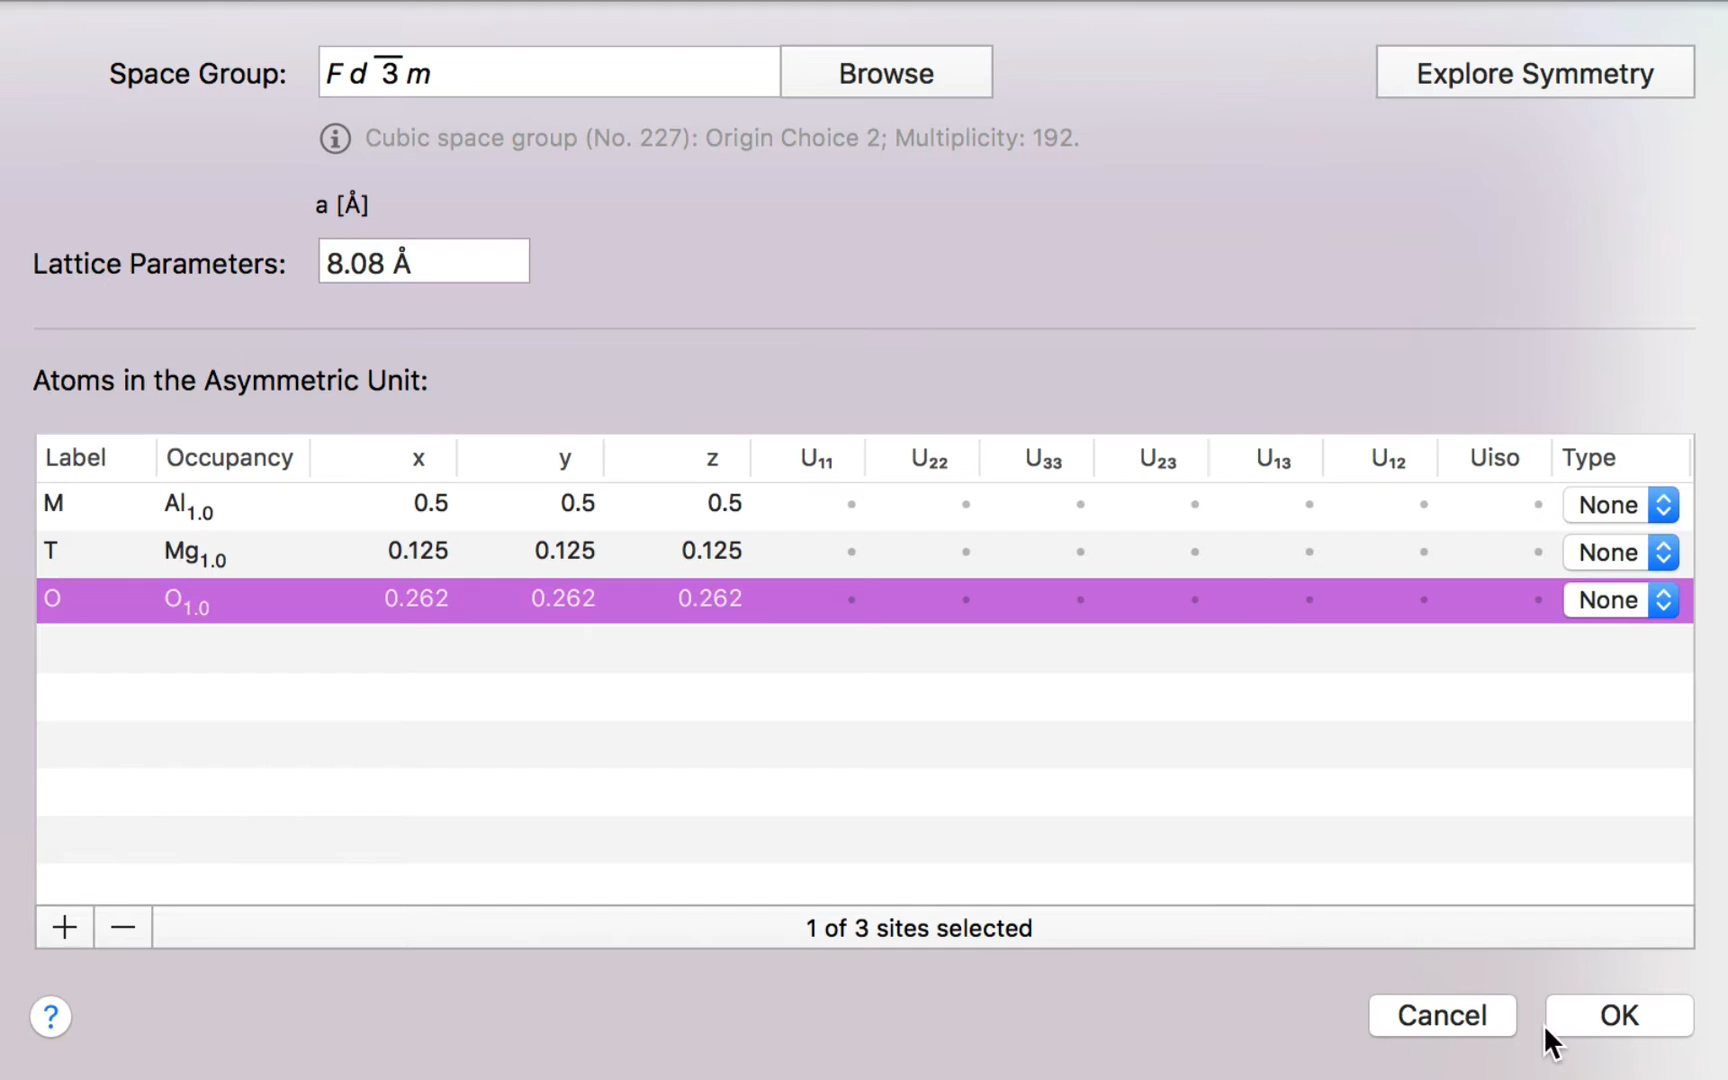 Space Group: F d 3̅ m Browse Explore Symmetry
Cubic space group (No. 227): Origin Choice 2; Multiplicity: 192.
a [Å]
Lattice Parameters: 8.08 Å
Atoms in the Asymmetric Unit:
Label Occupancy x y z U₁₁ U₂₂ U₃₃ U₂₃ U₁₃ U₁₂ Uiso Type
M Al₁.₀ 0.5 0.5 0.5 • • • • • • • None
T Mg₁.₀ 0.125 0.125 0.125 • • • • • • • None
O O₁.₀ 0.262 0.262 0.262 • • • • • • • None
+ − 1 of 3 sites selected
? Cancel OK